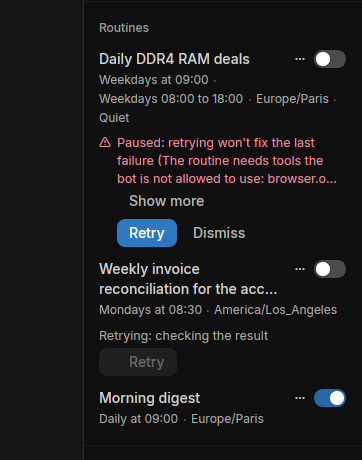 Routines
Daily DDR4 RAM deals ···
Weekdays at 09:00 ·
Weekdays 08:00 to 18:00 · Europe/Paris ·
Quiet
Paused: retrying won't fix the last
failure (The routine needs tools the
bot is not allowed to use: browser.o...
Show more
Retry Dismiss
Weekly invoice ···
reconciliation for the acc...
Mondays at 08:30 · America/Los_Angeles
Retrying: checking the result
Retry
Morning digest ···
Daily at 09:00 · Europe/Paris